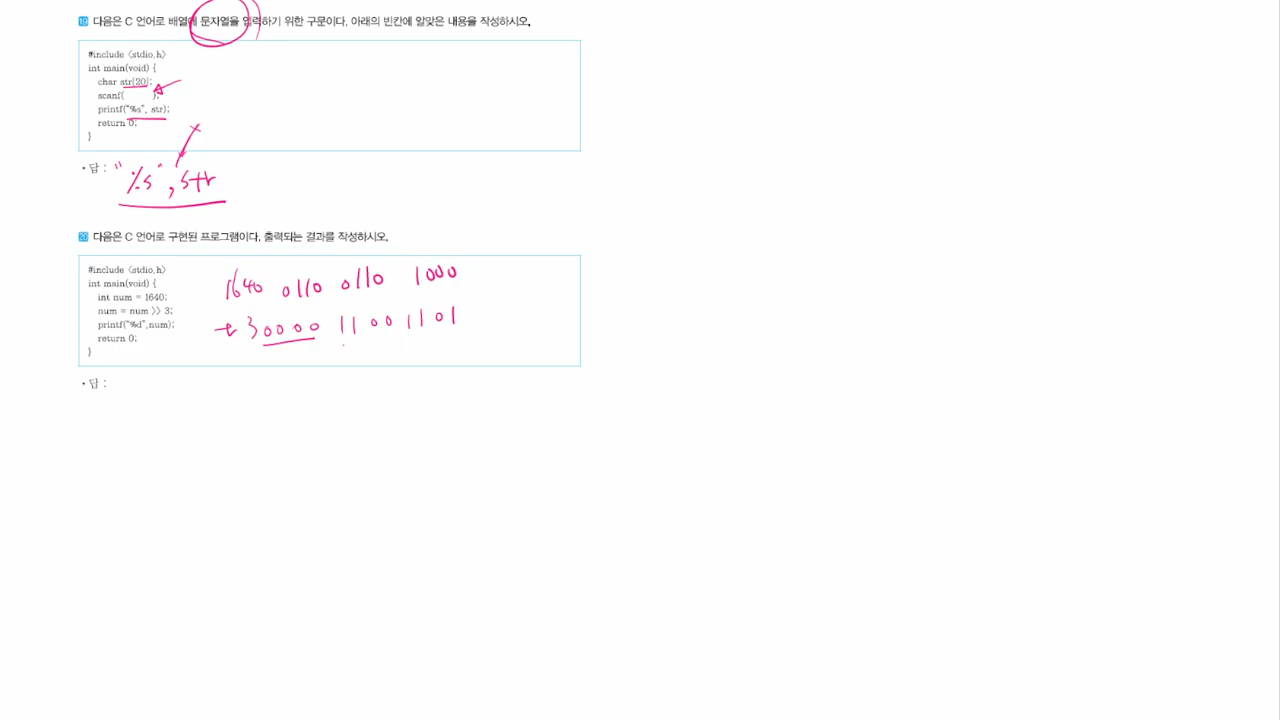 19 다음은 C 언어로 배열에 문자열을 입력하기 위한 구문이다. 아래의 빈칸에 알맞은 내용을 작성하시오.
#include <stdio.h>
int main(void) {
char str[20];
scanf( );
printf("%s", str);
return 0;
}
• 답 : "%s", str
20 다음은 C 언어로 구현된 프로그램이다. 출력되는 결과를 작성하시오.
#include <stdio.h>
int main(void) {
int num = 1640;
num = num >> 3;
printf("%d",num);
return 0;
}
1640 0110 0110 1000
3 0000 1100 1101
• 답 :